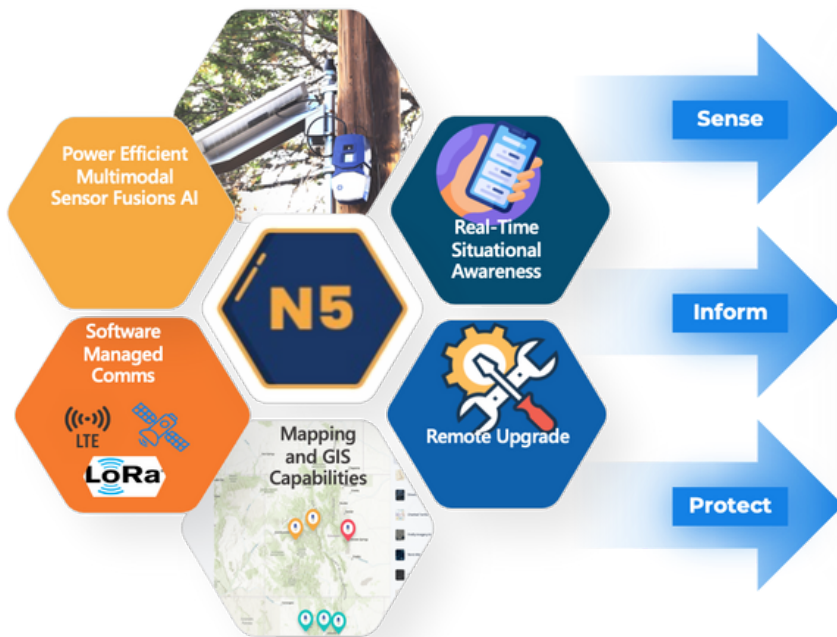 Power Efficient
Multimodal
Sensor Fusions AI
Real-Time
Situational
Awareness
N5
Software
Managed
Comms
LTE
LoRa
Remote Upgrade
Mapping
and GIS
Capabilities
Sense
Inform
Protect